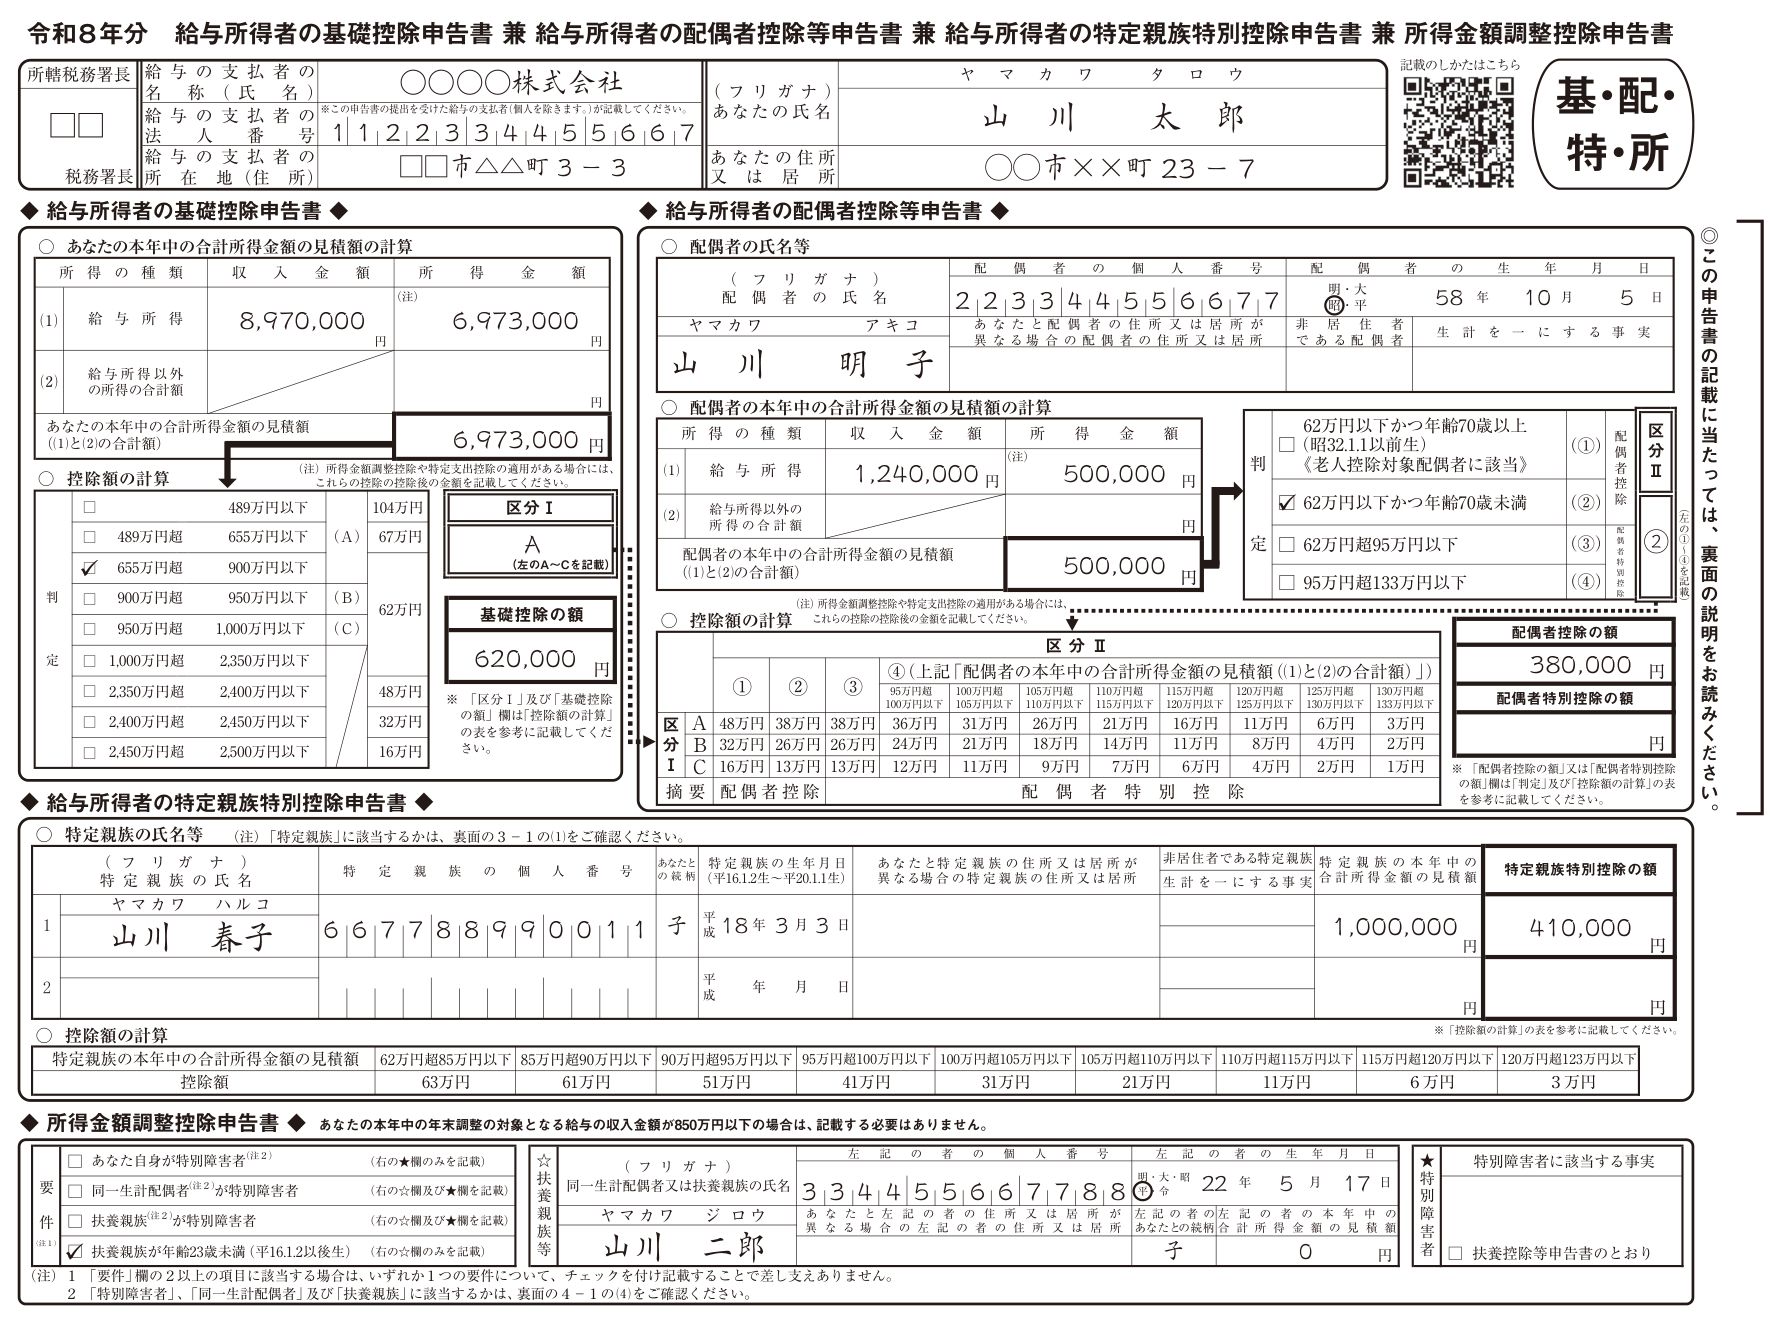 令和8年分　給与所得者の基礎控除申告書 兼 給与所得者の配偶者控除等申告書 兼 給与所得者の特定親族特別控除申告書 兼 所得金額調整控除申告書
所轄税務署長
□□
税務署長
給与の支払者の名称（氏名）
○○○○株式会社
※この申告書の提出を受けた給与の支払者（個人を除きます。）が記載してください。
給与の支払者の法人番号
1 1 2 2 3 3 4 4 5 5 6 6 7
給与の支払者の所在地（住所）
□□市△△町3－3
（フリガナ）
あなたの氏名
ヤマカワ　タロウ
山川　太郎
あなたの住所又は居所
○○市××町23－7
記載のしかたはこちら
基・配・特・所
◆ 給与所得者の基礎控除申告書 ◆
○ あなたの本年中の合計所得金額の見積額の計算
所得の種類　収入金額　所得金額
(1) 給与所得　8,970,000円　（注）6,973,000円
(2) 給与所得以外の所得の合計額　円
あなたの本年中の合計所得金額の見積額（(1)と(2)の合計額）　6,973,000円
（注）所得金額調整控除や特定支出控除の適用がある場合には、これらの控除の控除後の金額を記載してください。
○ 控除額の計算
判定
□ 489万円以下　（A）　104万円
□ 489万円超　655万円以下　67万円
☑ 655万円超　900万円以下　62万円
□ 900万円超　950万円以下　（B）
□ 950万円超　1,000万円以下　（C）
□ 1,000万円超　2,350万円以下
□ 2,350万円超　2,400万円以下　48万円
□ 2,400万円超　2,450万円以下　32万円
□ 2,450万円超　2,500万円以下　16万円
区分Ⅰ
A
（左のA～Cを記載）
基礎控除の額
620,000円
※「区分Ⅰ」及び「基礎控除の額」欄は「控除額の計算」の表を参考に記載してください。
◆ 給与所得者の配偶者控除等申告書 ◆
○ 配偶者の氏名等
（フリガナ）
配偶者の氏名
ヤマカワ　アキコ
山川　明子
配偶者の個人番号
2 2 3 3 4 4 5 5 6 6 7 7
配偶者の生年月日
明・大・昭・平　58年10月5日
あなたと配偶者の住所又は居所が異なる場合の配偶者の住所又は居所
非居住者である配偶者
生計を一にする事実
○ 配偶者の本年中の合計所得金額の見積額の計算
所得の種類　収入金額　所得金額
(1) 給与所得　1,240,000円　（注）500,000円
(2) 給与所得以外の所得の合計額　円
配偶者の本年中の合計所得金額の見積額（(1)と(2)の合計額）　500,000円
（注）所得金額調整控除や特定支出控除の適用がある場合には、これらの控除の控除後の金額を記載してください。
判定
□ 62万円以下かつ年齢70歳以上（昭32.1.1以前生）《老人控除対象配偶者に該当》　（①）
☑ 62万円以下かつ年齢70歳未満　（②）
□ 62万円超95万円以下　（③）
□ 95万円超133万円以下　（④）
配偶者控除
配偶者特別控除
区分Ⅱ
②
（左の①～④を記載）
○ 控除額の計算
区分Ⅱ
① ② ③ ④（上記「配偶者の本年中の合計所得金額の見積額（(1)と(2)の合計額）」）
95万円超100万円以下　100万円超105万円以下　105万円超110万円以下　110万円超115万円以下　115万円超120万円以下　120万円超125万円以下　125万円超130万円以下　130万円超133万円以下
区分Ⅰ
A　48万円　38万円　38万円　36万円　31万円　26万円　21万円　16万円　11万円　6万円　3万円
B　32万円　26万円　26万円　24万円　21万円　18万円　14万円　11万円　8万円　4万円　2万円
C　16万円　13万円　13万円　12万円　11万円　9万円　7万円　6万円　4万円　2万円　1万円
摘要　配偶者控除　配偶者特別控除
配偶者控除の額
380,000円
配偶者特別控除の額
円
※「配偶者控除の額」又は「配偶者特別控除の額」欄は「判定」及び「控除額の計算」の表を参考に記載してください。
◎この申告書の記載に当たっては、裏面の説明をお読みください。
◆ 給与所得者の特定親族特別控除申告書 ◆
○ 特定親族の氏名等　（注）「特定親族」に該当するかは、裏面の3－1の(1)をご確認ください。
（フリガナ）
特定親族の氏名
特定親族の個人番号
あなたとの続柄
特定親族の生年月日（平16.1.2生～平20.1.1生）
あなたと特定親族の住所又は居所が異なる場合の特定親族の住所又は居所
非居住者である特定親族
生計を一にする事実
特定親族の本年中の合計所得金額の見積額
特定親族特別控除の額
1　ヤマカワ　ハルコ
山川　春子　6 6 7 7 8 8 9 9 0 0 1 1　子　平成18年3月3日　1,000,000円　410,000円
2　平成　年　月　日　円　円
※「控除額の計算」の表を参考に記載してください。
○ 控除額の計算
特定親族の本年中の合計所得金額の見積額　62万円超85万円以下　85万円超90万円以下　90万円超95万円以下　95万円超100万円以下　100万円超105万円以下　105万円超110万円以下　110万円超115万円以下　115万円超120万円以下　120万円超123万円以下
控除額　63万円　61万円　51万円　41万円　31万円　21万円　11万円　6万円　3万円
◆ 所得金額調整控除申告書 ◆　あなたの本年中の年末調整の対象となる給与の収入金額が850万円以下の場合は、記載する必要はありません。
要件（注1）
□ あなた自身が特別障害者（注2）　（右の★欄のみを記載）
□ 同一生計配偶者（注2）が特別障害者　（右の☆欄及び★欄を記載）
□ 扶養親族（注2）が特別障害者　（右の☆欄及び★欄を記載）
☑ 扶養親族が年齢23歳未満（平16.1.2以後生）　（右の☆欄のみを記載）
☆扶養親族等
（フリガナ）
同一生計配偶者又は扶養親族の氏名
ヤマカワ　ジロウ
山川　二郎
左記の者の個人番号
3 3 4 4 5 5 6 6 7 7 8 8
左記の者の生年月日
明・大・昭・平・令　22年5月17日
あなたと左記の者の住所又は居所が異なる場合の左記の者の住所又は居所
左記の者のあなたとの続柄
子
左記の者の本年中の合計所得金額の見積額
0円
★特別障害者
特別障害者に該当する事実
□ 扶養控除等申告書のとおり
（注）1　「要件」欄の2以上の項目に該当する場合は、いずれか1つの要件について、チェックを付け記載することで差し支えありません。
2　「特別障害者」、「同一生計配偶者」及び「扶養親族」に該当するかは、裏面の4－1の(4)をご確認ください。